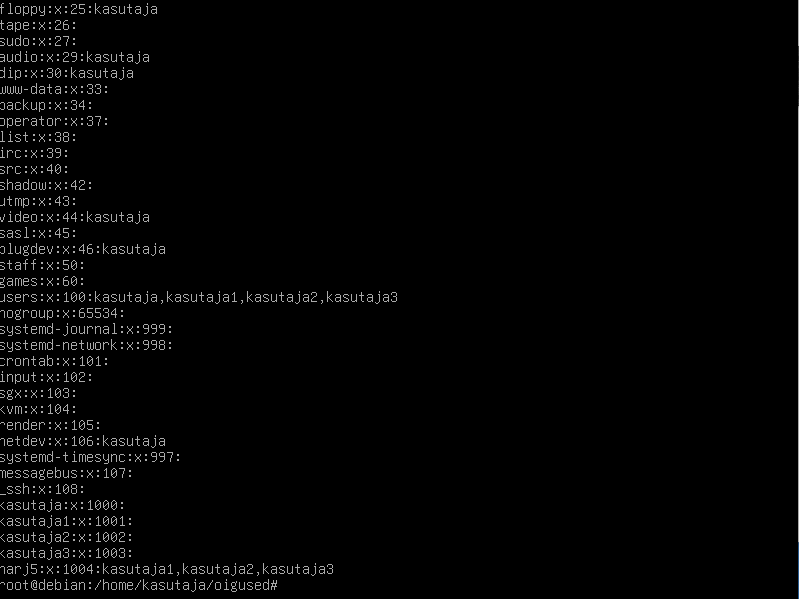 floppy:x:25:kasutaja
tape:x:26:
sudo:x:27:
audio:x:29:kasutaja
dip:x:30:kasutaja
www-data:x:33:
backup:x:34:
operator:x:37:
list:x:38:
irc:x:39:
src:x:40:
shadow:x:42:
utmp:x:43:
video:x:44:kasutaja
sasl:x:45:
plugdev:x:46:kasutaja
staff:x:50:
games:x:60:
users:x:100:kasutaja,kasutaja1,kasutaja2,kasutaja3
nogroup:x:65534:
systemd-journal:x:999:
systemd-network:x:998:
crontab:x:101:
input:x:102:
sgx:x:103:
kvm:x:104:
render:x:105:
netdev:x:106:kasutaja
systemd-timesync:x:997:
messagebus:x:107:
_ssh:x:108:
kasutaja:x:1000:
kasutaja1:x:1001:
kasutaja2:x:1002:
kasutaja3:x:1003:
harj5:x:1004:kasutaja1,kasutaja2,kasutaja3
root@debian:/home/kasutaja/oigused#